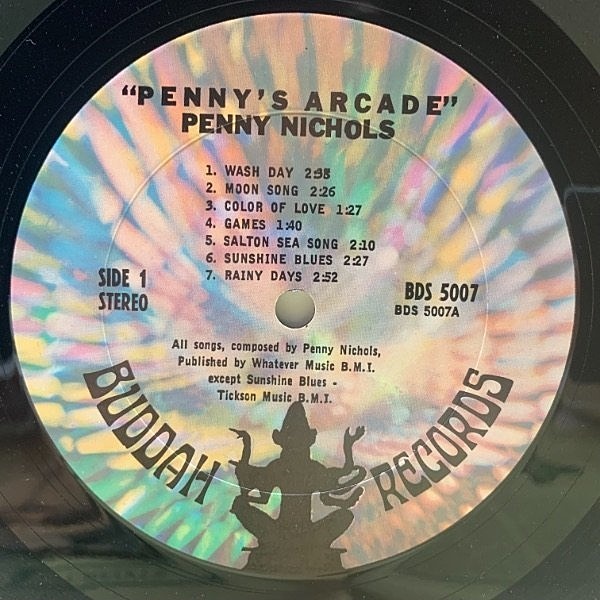 "PENNY'S ARCADE"
PENNY NICHOLS
1. WASH DAY 2:38
2. MOON SONG 2:26
3. COLOR OF LOVE 1:27
4. GAMES 1:40
5. SALTON SEA SONG 2:10
6. SUNSHINE BLUES 2:27
7. RAINY DAYS 2:52
SIDE 1
STEREO
BDS 5007
BDS 5007A
All songs, composed by Penny Nichols,
Published by Whatever Music B.M.I.
except Sunshine Blues -
Tickson Music B.M.I.
BUDDAH RECORDS